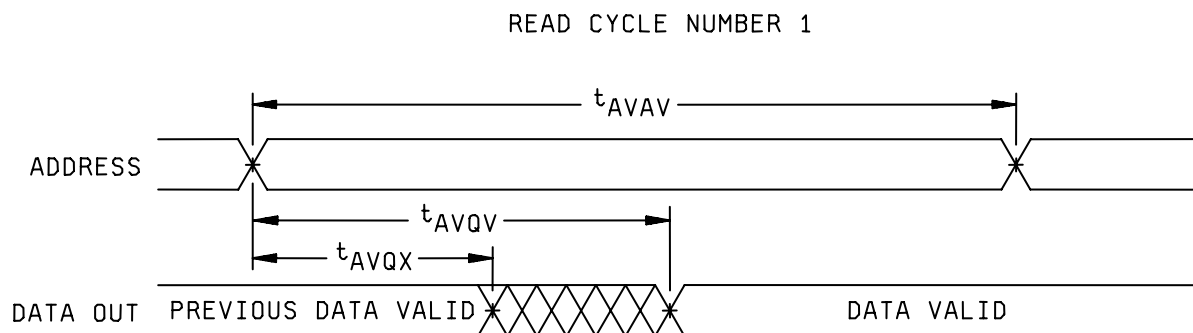 READ CYCLE NUMBER 1
tAVAV
ADDRESS
tAVQV
tAVQX
DATA OUT PREVIOUS DATA VALID DATA VALID